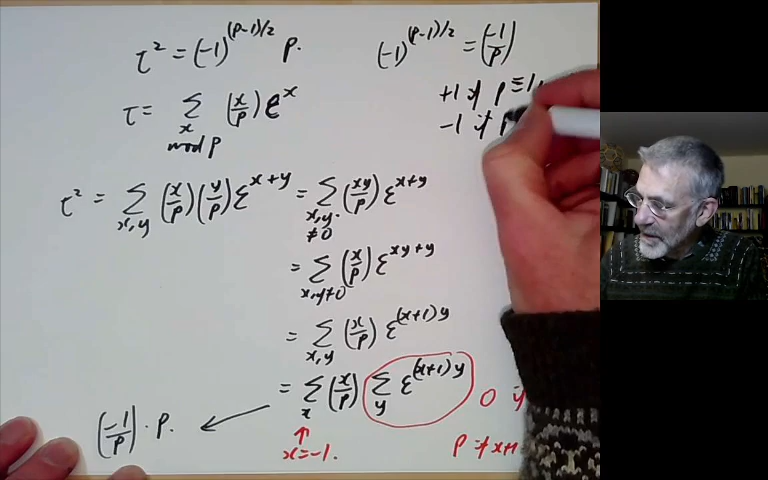 τ² = (-1)^((p-1)/2) p.
(-1)^((p-1)/2) = (-1/p)
+1 if p ≡ 1
-1 if p
τ = Σ_{x mod p} (x/p) ε^x
τ² = Σ_{x,y} (x/p)(y/p) ε^(x+y) = Σ_{x,y. ≠0} (xy/p) ε^(x+y)
= Σ_{x,y≠0} (x/p) ε^(xy+y)
= Σ_{x,y} (x/p) ε^((x+1)y)
= Σ_x (x/p) Σ_y ε^((x+1)y) 0
(-1/p) · p.
↑
x=-1.
p if x+1